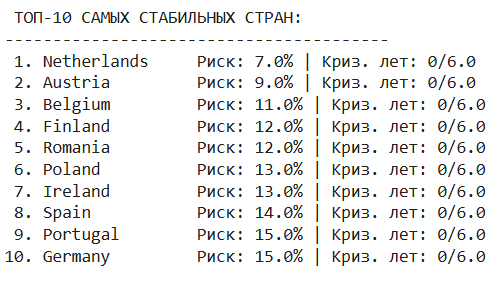 ТОП-10 САМЫХ СТАБИЛЬНЫХ СТРАН:
----------------------------------------
1. Netherlands Риск: 7.0% | Криз. лет: 0/6.0
2. Austria Риск: 9.0% | Криз. лет: 0/6.0
3. Belgium Риск: 11.0% | Криз. лет: 0/6.0
4. Finland Риск: 12.0% | Криз. лет: 0/6.0
5. Romania Риск: 12.0% | Криз. лет: 0/6.0
6. Poland Риск: 13.0% | Криз. лет: 0/6.0
7. Ireland Риск: 13.0% | Криз. лет: 0/6.0
8. Spain Риск: 14.0% | Криз. лет: 0/6.0
9. Portugal Риск: 15.0% | Криз. лет: 0/6.0
10. Germany Риск: 15.0% | Криз. лет: 0/6.0